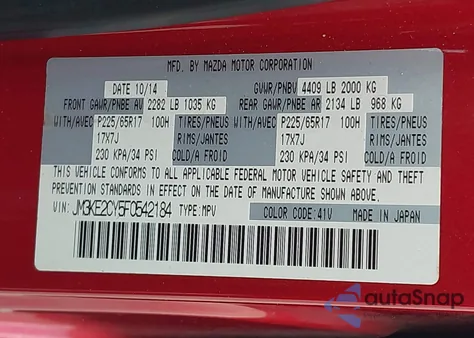 MFD. BY MAZDA MOTOR CORPORATION
DATE 10/14 GVWR/PNBV 4409 LB 2000 KG
FRONT GAWR/PNBE AV 2282 LB 1035 KG REAR GAWR/PNBE AR 2134 LB 968 KG
WITH/AVEC P225/65R17 100H TIRES/PNEUS WITH/AVEC P225/65R17 100H TIRES/PNEUS
17X7J RIMS/JANTES 17X7J RIMS/JANTES
230 KPA/34 PSI COLD/A FROID 230 KPA/34 PSI COLD/A FROID
THIS VEHICLE CONFORMS TO ALL APPLICABLE FEDERAL MOTOR VEHICLE SAFETY AND THEFT
PREVENTION STANDARDS IN EFFECT ON THE DATE OF MANUFACTURE SHOWN ABOVE.
VIN: JM3KE2CY5F0542184 TYPE: MPV COLOR CODE: 41V MADE IN JAPAN
autoSnap